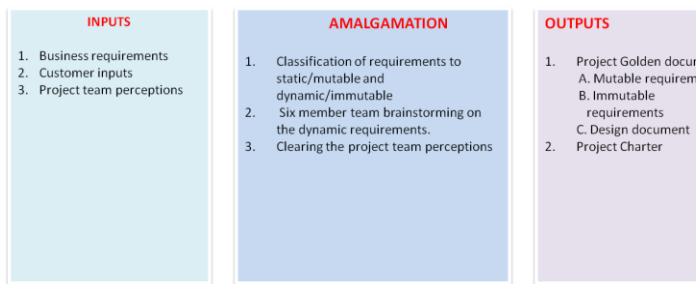 INPUTS
1. Business requirements
2. Customer inputs
3. Project team perceptions
AMALGAMATION
1. Classification of requirements to
static/mutable and
dynamic/immutable
2. Six member team brainstorming on
the dynamic requirements.
3. Clearing the project team perceptions
OUTPUTS
1. Project Golden
A. Mutable
B. Immutable
requirements
C. Design document
2. Project Charter